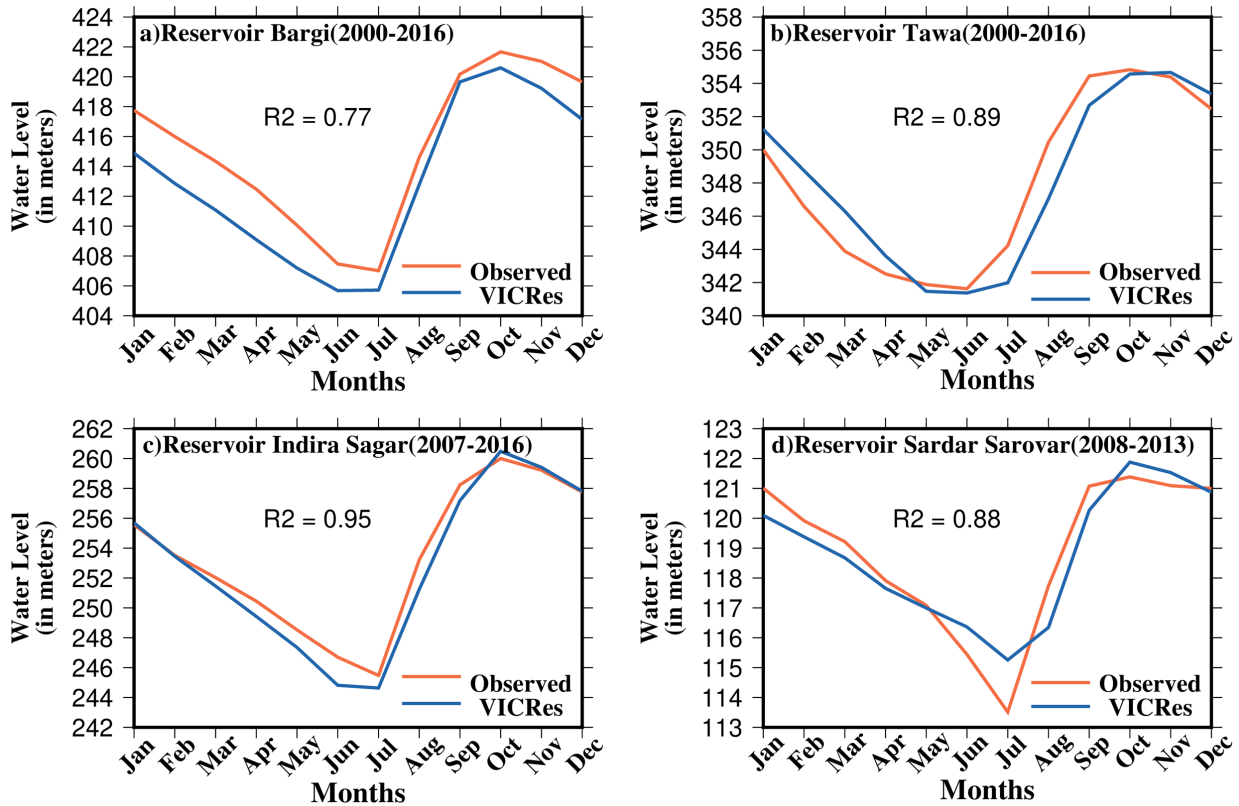 a)Reservoir Bargi(2000-2016)
424
422
420
418
416
414
412
410
408
406
404
Water Level
(in meters)
R2 = 0.77
Observed
VICRes
Jan Feb Mar Apr May Jun Jul Aug Sep Oct Nov Dec
Months
b)Reservoir Tawa(2000-2016)
358
356
354
352
350
348
346
344
342
340
Water Level
(in meters)
R2 = 0.89
Observed
VICRes
Jan Feb Mar Apr May Jun Jul Aug Sep Oct Nov Dec
Months
c)Reservoir Indira Sagar(2007-2016)
262
260
258
256
254
252
250
248
246
244
242
Water Level
(in meters)
R2 = 0.95
Observed
VICRes
Jan Feb Mar Apr May Jun Jul Aug Sep Oct Nov Dec
Months
d)Reservoir Sardar Sarovar(2008-2013)
123
122
121
120
119
118
117
116
115
114
113
Water Level
(in meters)
R2 = 0.88
Observed
VICRes
Jan Feb Mar Apr May Jun Jul Aug Sep Oct Nov Dec
Months